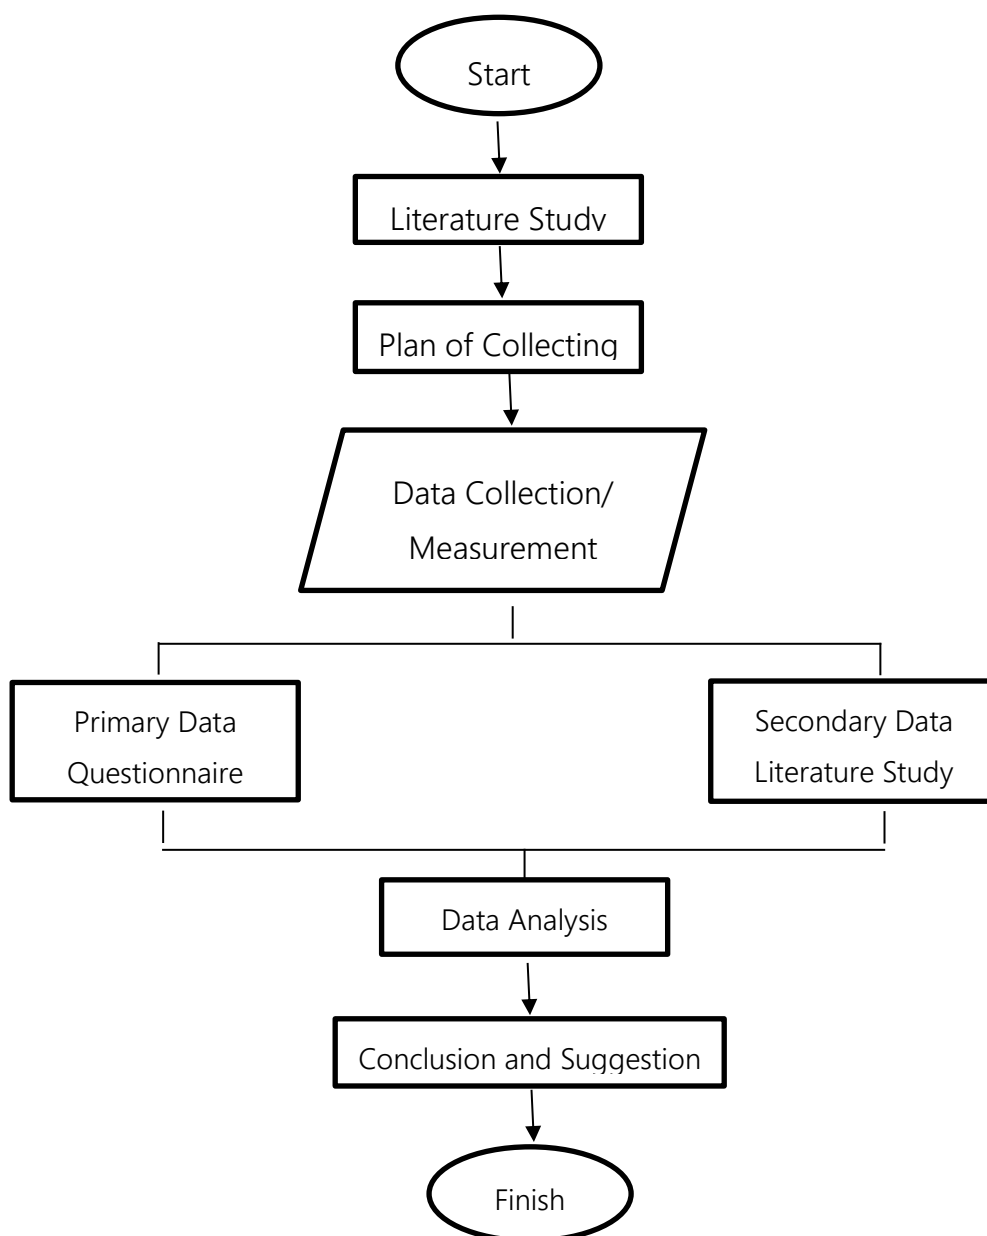 Start
Literature Study
Plan of Collecting
Data Collection/
Measurement
Primary Data
Questionnaire
Secondary Data
Literature Study
Data Analysis
Conclusion and Suggestion
Finish